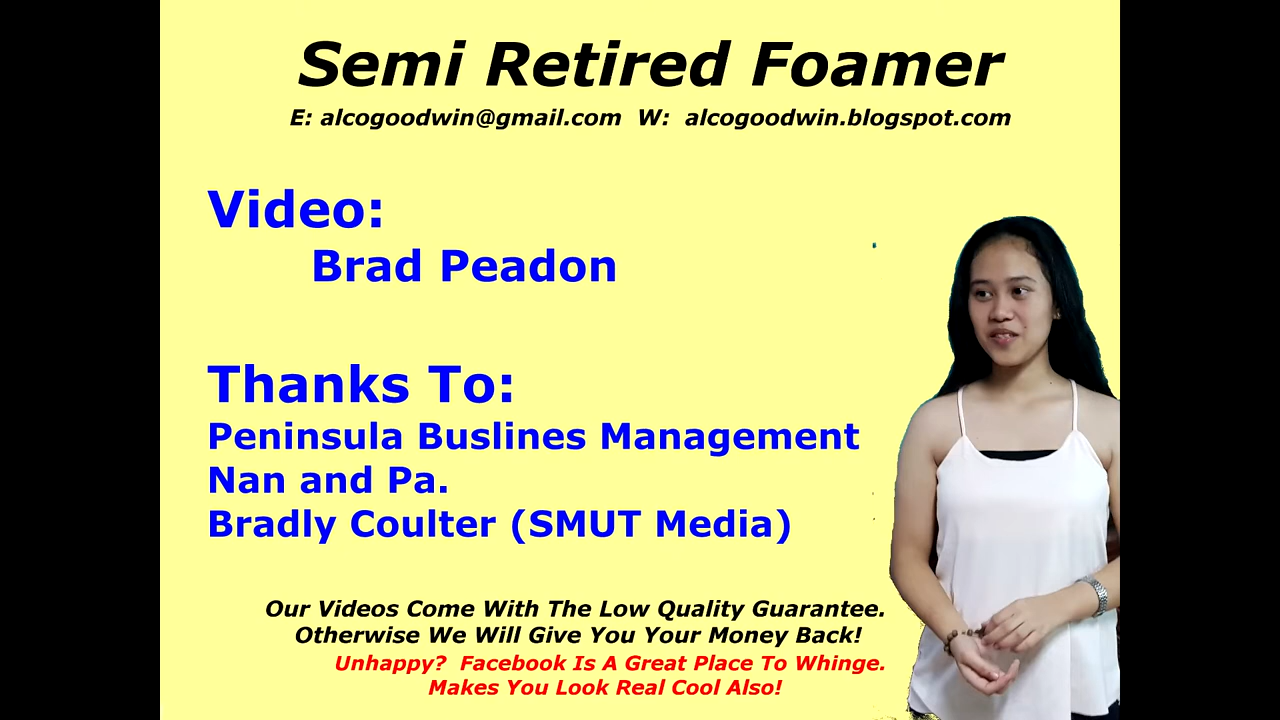 Semi Retired Foamer
E: alcogoodwin@gmail.com W: alcogoodwin.blogspot.com
Video:
Brad Peadon
Thanks To:
Peninsula Buslines Management
Nan and Pa.
Bradly Coulter (SMUT Media)
Our Videos Come With The Low Quality Guarantee.
Otherwise We Will Give You Your Money Back!
Unhappy? Facebook Is A Great Place To Whinge.
Makes You Look Real Cool Also!